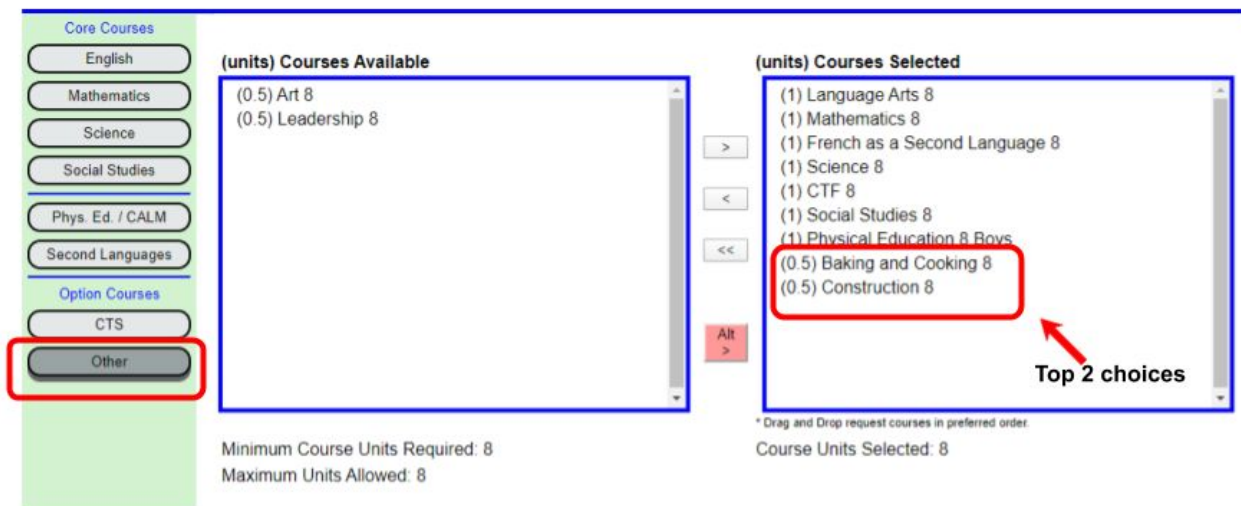 Core Courses
English
Mathematics
Science
Social Studies
Phys. Ed. / CALM
Second Languages
Option Courses
CTS
Other
(units) Courses Available
(0.5) Art 8
(0.5) Leadership 8
Minimum Course Units Required: 8
Maximum Units Allowed: 8
>
<
<<
Alt
>
(units) Courses Selected
(1) Language Arts 8
(1) Mathematics 8
(1) French as a Second Language 8
(1) Science 8
(1) CTF 8
(1) Social Studies 8
(1) Physical Education 8 Boys
(0.5) Baking and Cooking 8
(0.5) Construction 8
Top 2 choices
* Drag and Drop request courses in preferred order.
Course Units Selected: 8